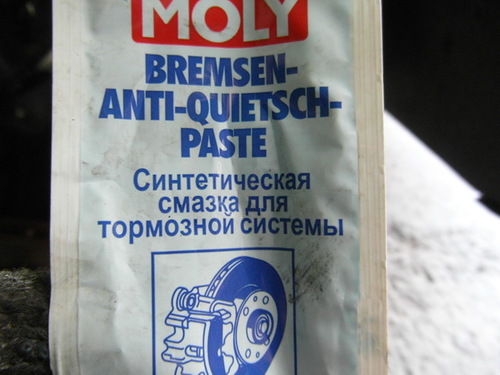 MOLY
BREMSEN-
ANTI-QUIETSCH-
PASTE
Синтетическая
смазка для
тормозной системы